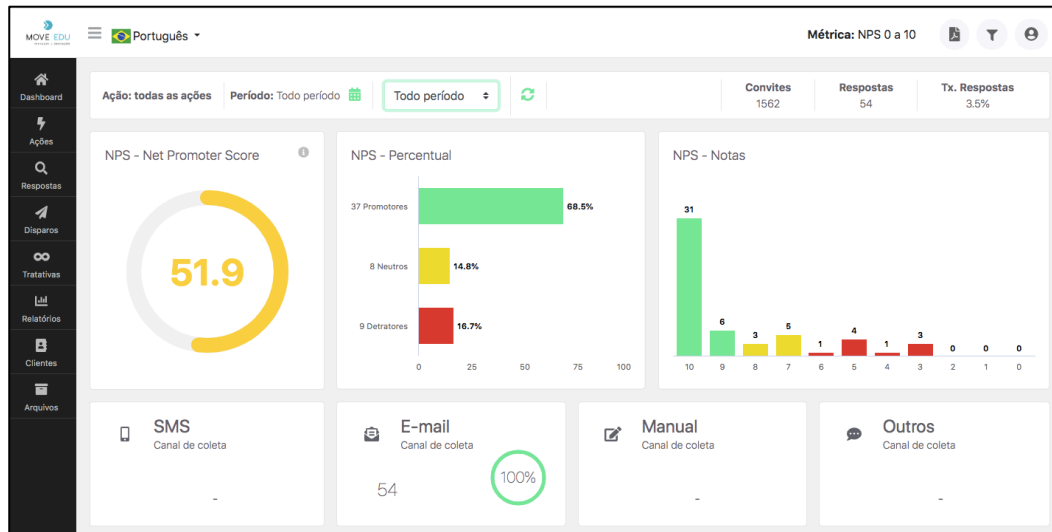 MOVE EDU
Português
Métrica: NPS 0 a 10
Dashboard
Ações
Respostas
Disparos
Tratativas
Relatórios
Clientes
Arquivos
Ação: todas as ações
Período: Todo período
Todo período
Convites
1562
Respostas
54
Tx. Respostas
3.5%
NPS - Net Promoter Score
51.9
NPS - Percentual
37 Promotores
68.5%
8 Neutros
14.8%
9 Detratores
16.7%
0 25 50 75 100
NPS - Notas
31 6 3 5 1 4 1 3 0 0 0
10 9 8 7 6 5 4 3 2 1 0
SMS
Canal de coleta
-
E-mail
Canal de coleta
54
100%
Manual
Canal de coleta
-
Outros
Canal de coleta
-